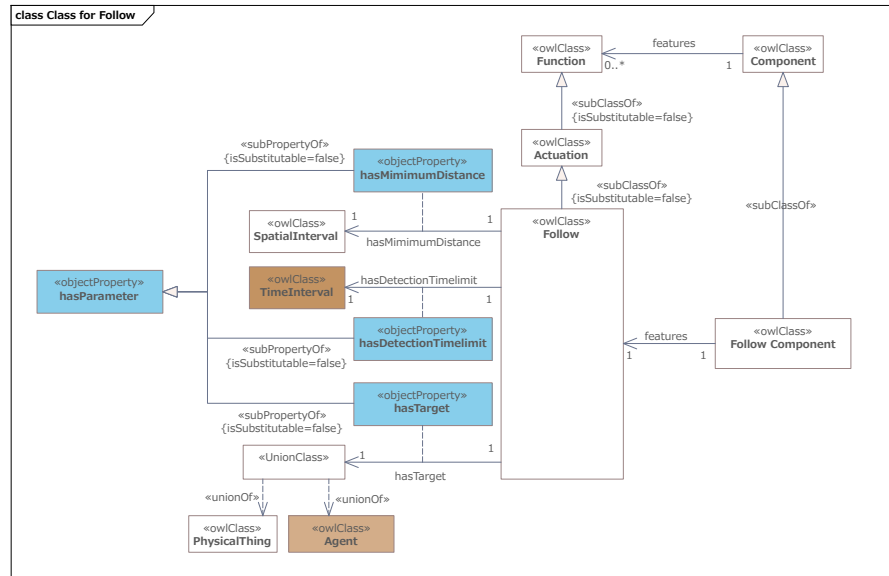 class Class for Follow
«owlClass»
Function
features
0..*
1
«owlClass»
Component
«subClassOf»
{isSubstitutable=false}
«owlClass»
Actuation
«subPropertyOf»
{isSubstitutable=false}
«objectProperty»
hasMimimumDistance
«subClassOf»
{isSubstitutable=false}
«subClassOf»
«owlClass»
SpatialInterval
1
1
hasMimimumDistance
«owlClass»
Follow
«objectProperty»
hasParameter
«owlClass»
TimeInterval
hasDetectionTimelimit
1
1
«subPropertyOf»
{isSubstitutable=false}
«objectProperty»
hasDetectionTimelimit
features
1
1
«owlClass»
Follow Component
«objectProperty»
hasTarget
«subPropertyOf»
{isSubstitutable=false}
«UnionClass»
1
1
hasTarget
«unionOf»
«unionOf»
«owlClass»
PhysicalThing
«owlClass»
Agent